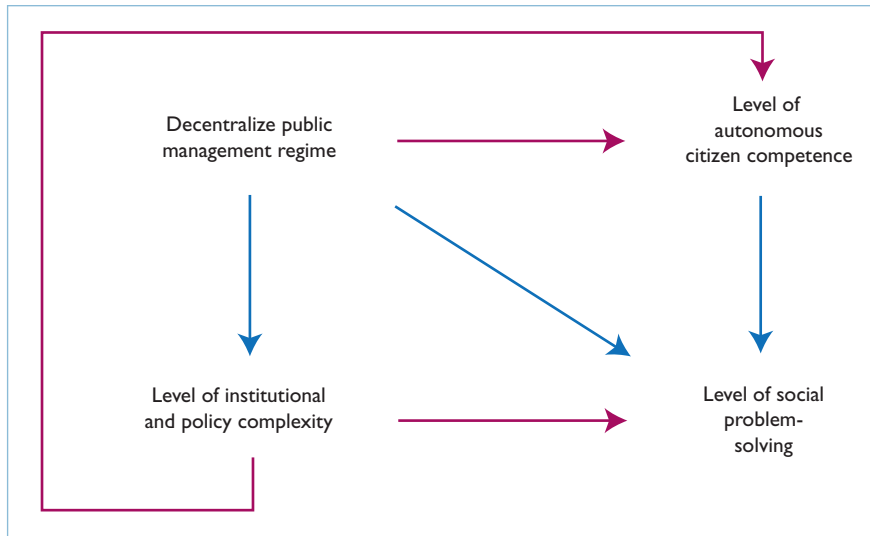 Decentralize public
management regime
Level of
autonomous
citizen competence
Level of institutional
and policy complexity
Level of social
problem-
solving